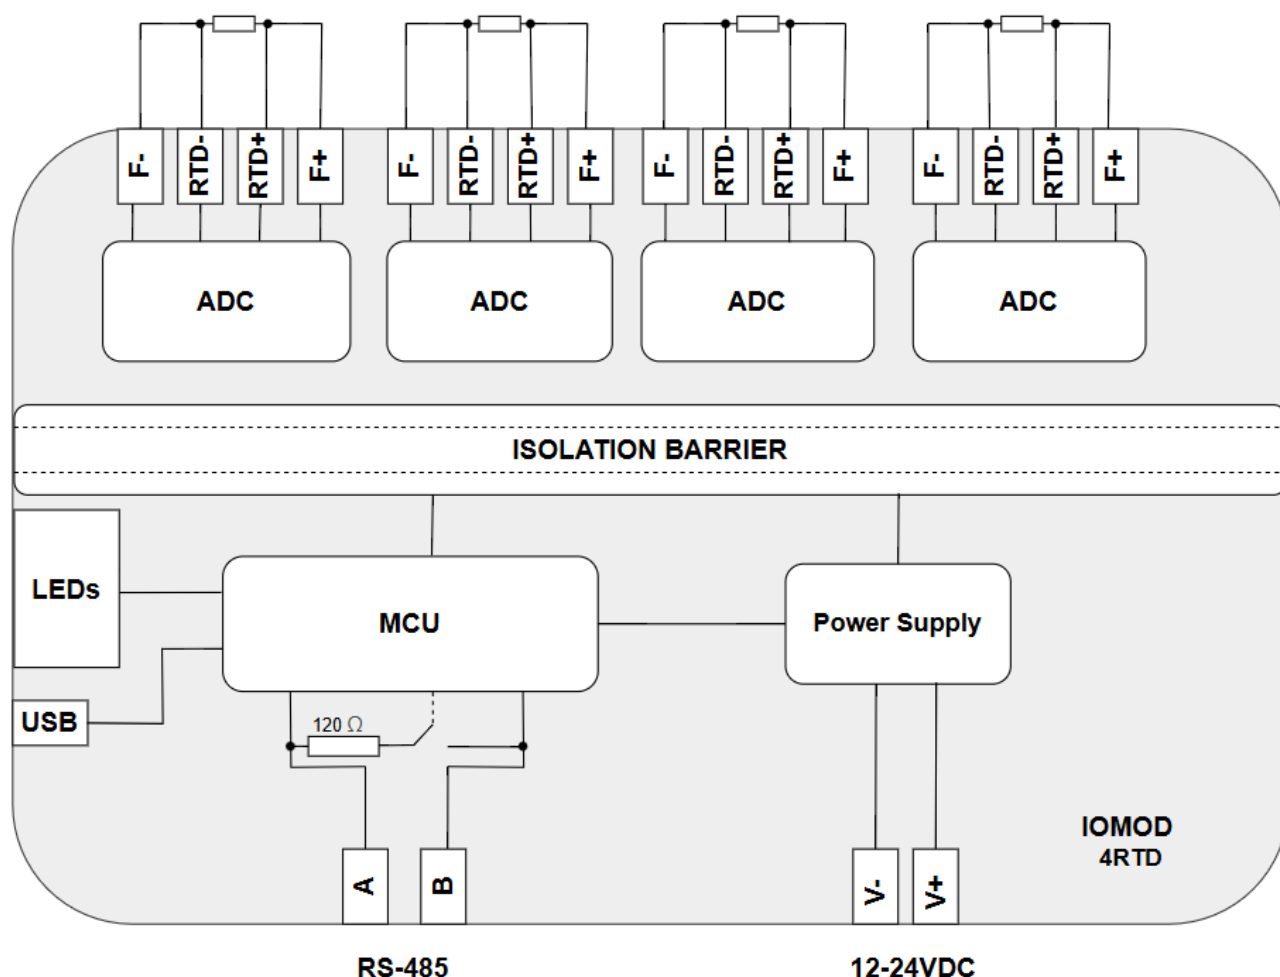 F- RTD- RTD+ F+ F- RTD- RTD+ F+ F- RTD- RTD+ F+ F- RTD- RTD+ F+
ADC ADC ADC ADC
ISOLATION BARRIER
LEDs
MCU
Power Supply
USB
120 Ω
IOMOD
4RTD
A B V- V+
RS-485 12-24VDC